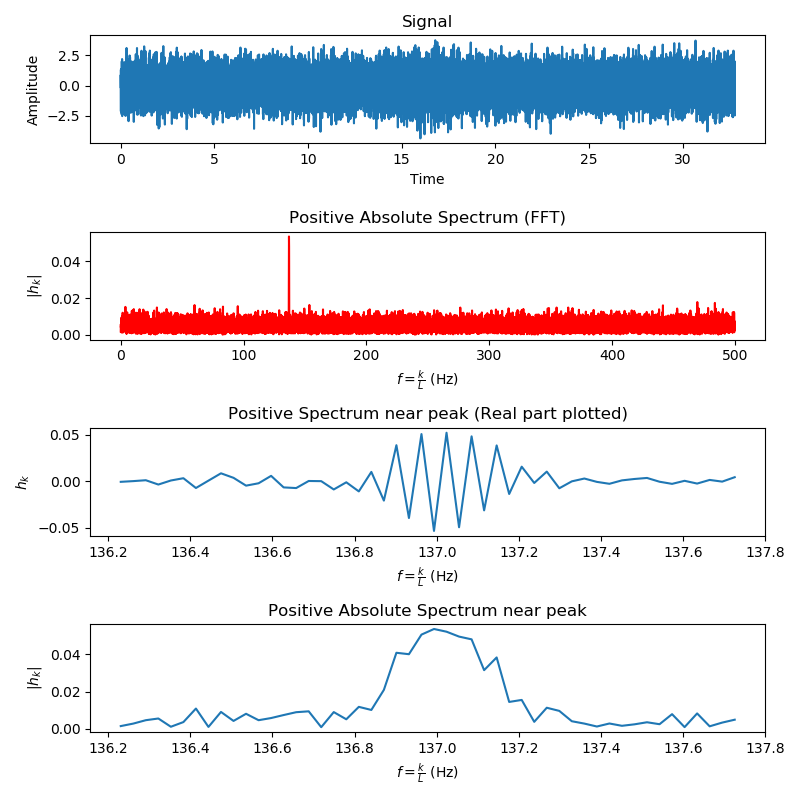 Signal
Amplitude
2.5
0.0
−2.5
0 5 10 15 20 25 30
Time
Positive Absolute Spectrum (FFT)
|h_k|
0.04
0.02
0.00
0 100 200 300 400 500
f = k/L (Hz)
Positive Spectrum near peak (Real part plotted)
h_k
0.05
0.00
−0.05
136.2 136.4 136.6 136.8 137.0 137.2 137.4 137.6 137.8
f = k/L (Hz)
Positive Absolute Spectrum near peak
|h_k|
0.04
0.02
0.00
136.2 136.4 136.6 136.8 137.0 137.2 137.4 137.6 137.8
f = k/L (Hz)